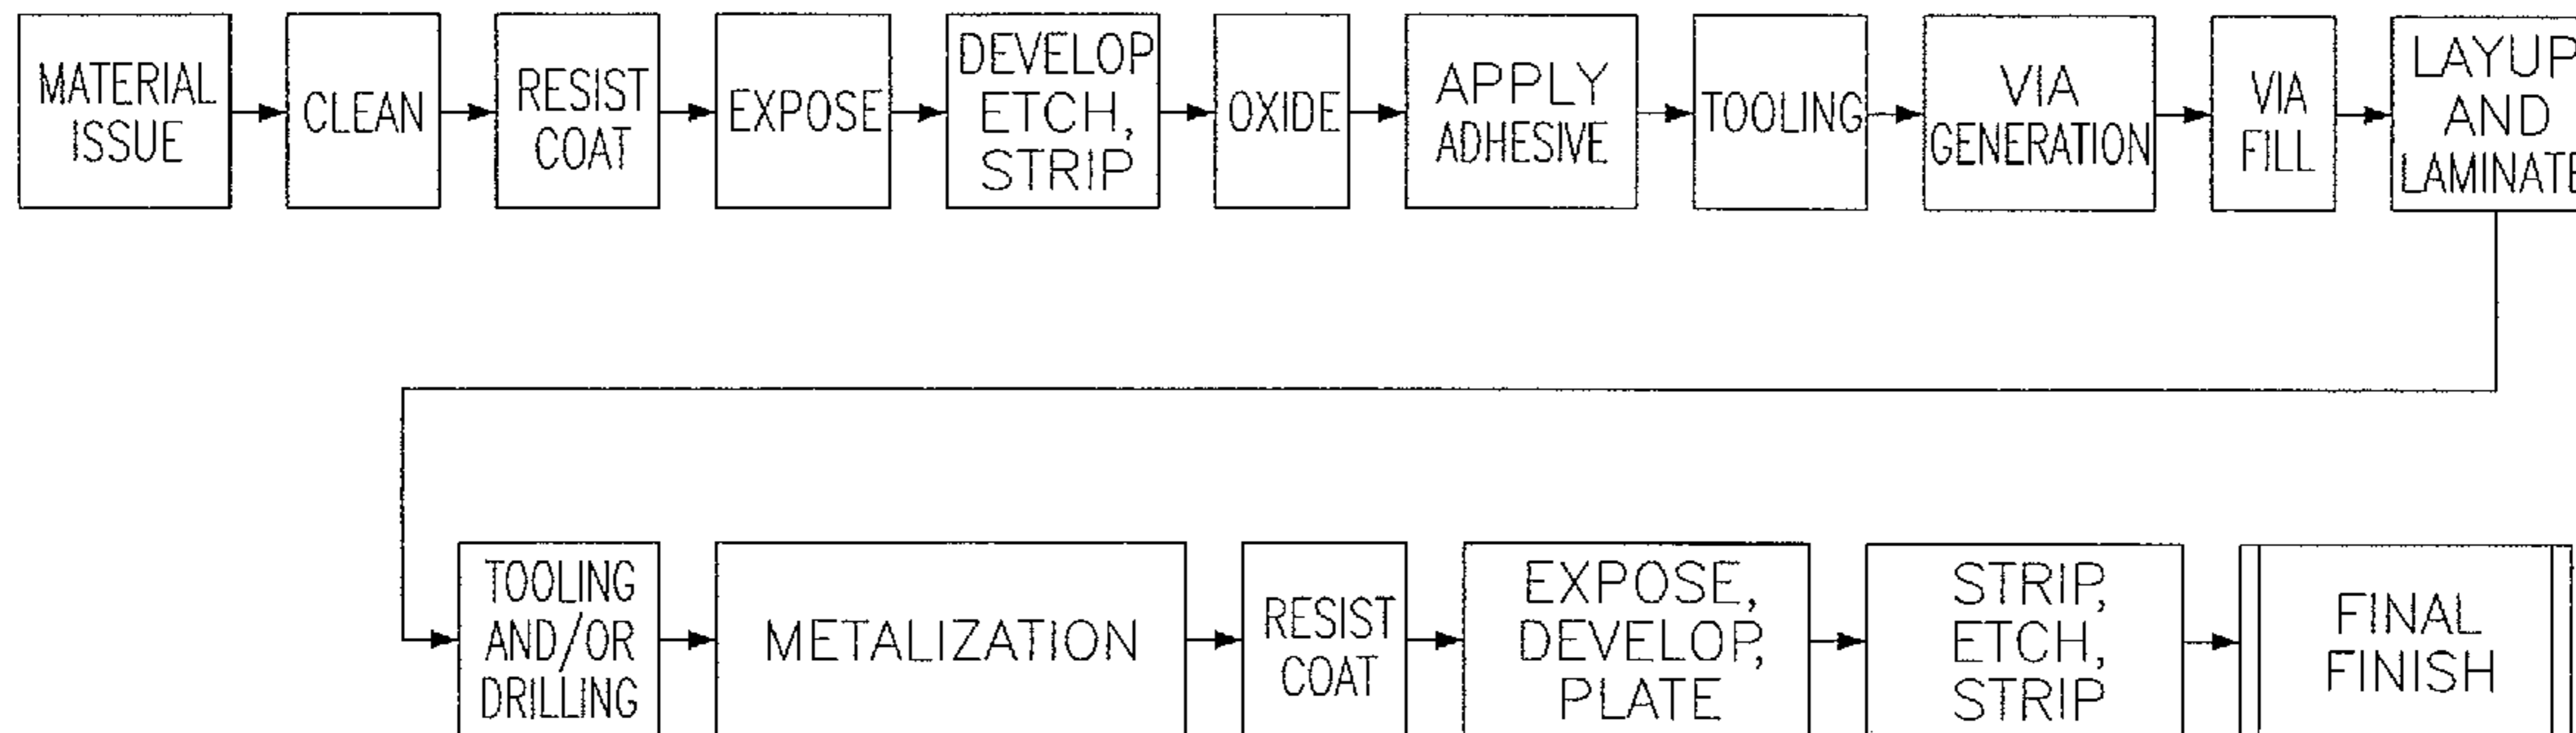 MATERIAL
ISSUE
CLEAN
RESIST
COAT
EXPOSE
DEVELOP
ETCH,
STRIP
OXIDE
APPLY
ADHESIVE
TOOLING
VIA
GENERATION
VIA
FILL
LAYUP
AND
LAMINATE
TOOLING
AND/OR
DRILLING
METALIZATION
RESIST
COAT
EXPOSE,
DEVELOP,
PLATE
STRIP,
ETCH,
STRIP
FINAL
FINISH